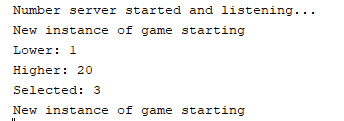 Number server started and listening...
New instance of game starting
Lower: 1
Higher: 20
Selected: 3
New instance of game starting